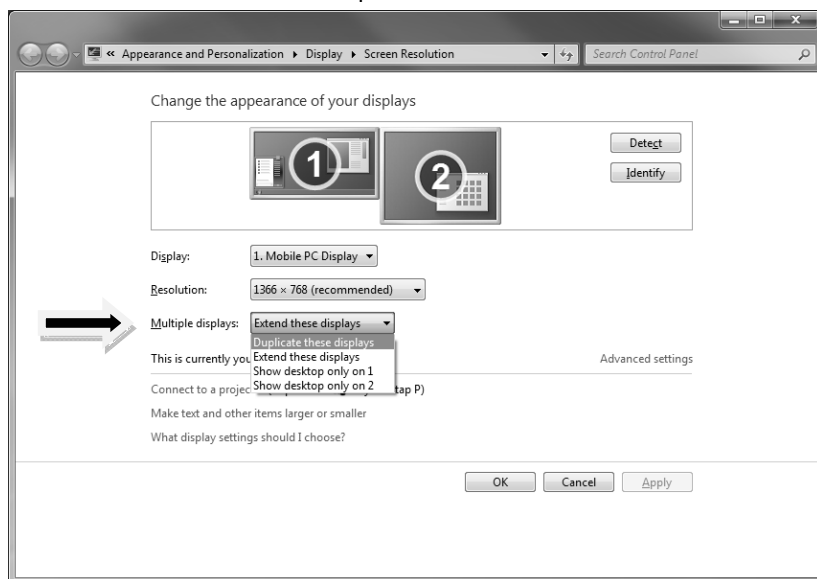 « Appearance and Personalization ▸ Display ▸ Screen Resolution
Search Control Panel
Change the appearance of your displays
1
2
Detect
Identify
Display: 1. Mobile PC Display
Resolution: 1366 × 768 (recommended)
Multiple displays: Extend these displays
Duplicate these displays
Extend these displays
Show desktop only on 1
Show desktop only on 2
This is currently you
Advanced settings
Connect to a projec tap P)
Make text and other items larger or smaller
What display settings should I choose?
OK Cancel Apply